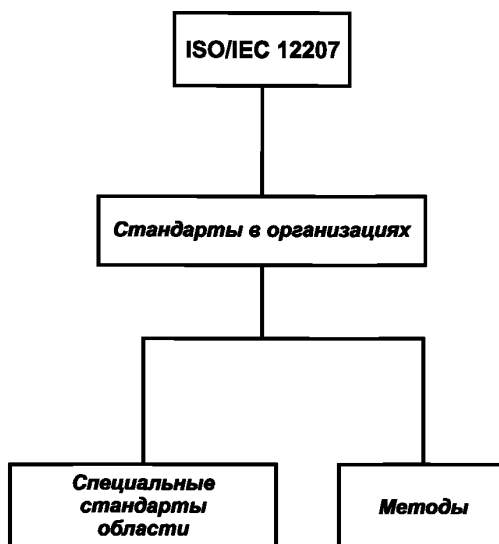 ISO/IEC 12207
Стандарты в организациях
Специальные
стандарты
области
Методы